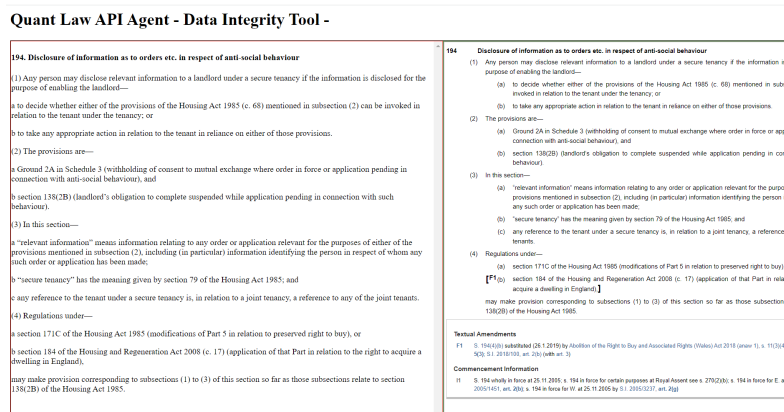 Quant Law API Agent - Data Integrity Tool -
194. Disclosure of information as to orders etc. in respect of anti-social behaviour
(1) Any person may disclose relevant information to a landlord under a secure tenancy if the information is disclosed for the
purpose of enabling the landlord—
a to decide whether either of the provisions of the Housing Act 1985 (c. 68) mentioned in subsection (2) can be invoked in
relation to the tenant under the tenancy; or
b to take any appropriate action in relation to the tenant in reliance on either of those provisions.
(2) The provisions are—
a Ground 2A in Schedule 3 (withholding of consent to mutual exchange where order in force or application pending in
connection with anti-social behaviour), and
b section 138(2B) (landlord's obligation to complete suspended while application pending in connection with such
behaviour).
(3) In this section—
a “relevant information” means information relating to any order or application relevant for the purposes of either of the
provisions mentioned in subsection (2), including (in particular) information identifying the person in respect of whom any
such order or application has been made;
b “secure tenancy” has the meaning given by section 79 of the Housing Act 1985; and
c any reference to the tenant under a secure tenancy is, in relation to a joint tenancy, a reference to any of the joint tenants.
(4) Regulations under—
a section 171C of the Housing Act 1985 (modifications of Part 5 in relation to preserved right to buy), or
b section 184 of the Housing and Regeneration Act 2008 (c. 17) (application of that Part in relation to the right to acquire a
dwelling in England),
may make provision corresponding to subsections (1) to (3) of this section so far as those subsections relate to section
138(2B) of the Housing Act 1985.
194 Disclosure of information as to orders etc. in respect of anti-social behaviour
(1) Any person may disclose relevant information to a landlord under a secure tenancy if the information i
purpose of enabling the landlord—
(a) to decide whether either of the provisions of the Housing Act 1985 (c. 68) mentioned in sub
invoked in relation to the tenant under the tenancy; or
(b) to take any appropriate action in relation to the tenant in reliance on either of those provisions.
(2) The provisions are—
(a) Ground 2A in Schedule 3 (withholding of consent to mutual exchange where order in force or app
connection with anti-social behaviour), and
(b) section 138(2B) (landlord's obligation to complete suspended while application pending in con
behaviour).
(3) In this section—
(a) “relevant information” means information relating to any order or application relevant for the purpo
provisions mentioned in subsection (2), including (in particular) information identifying the person
any such order or application has been made;
(b) “secure tenancy” has the meaning given by section 79 of the Housing Act 1985; and
(c) any reference to the tenant under a secure tenancy is, in relation to a joint tenancy, a reference
tenants.
(4) Regulations under—
(a) section 171C of the Housing Act 1985 (modifications of Part 5 in relation to preserved right to buy)
[F1(b) section 184 of the Housing and Regeneration Act 2008 (c. 17) (application of that Part in rela
acquire a dwelling in England),]
may make provision corresponding to subsections (1) to (3) of this section so far as those subsection
138(2B) of the Housing Act 1985.
Textual Amendments
F1 S. 194(4)(b) substituted (26.1.2019) by Abolition of the Right to Buy and Associated Rights (Wales) Act 2018 (anaw 1), s. 11(3)(4
5(3); S.I. 2018/100, art. 2(b) (with art. 3)
Commencement Information
I1 S. 194 wholly in force at 25.11.2005; s. 194 in force for certain purposes at Royal Assent see s. 270(2)(b); s. 194 in force for E. a
2005/1451, art. 2(b); s. 194 in force for W. at 25.11.2005 by S.I. 2005/3237, art. 2(g)